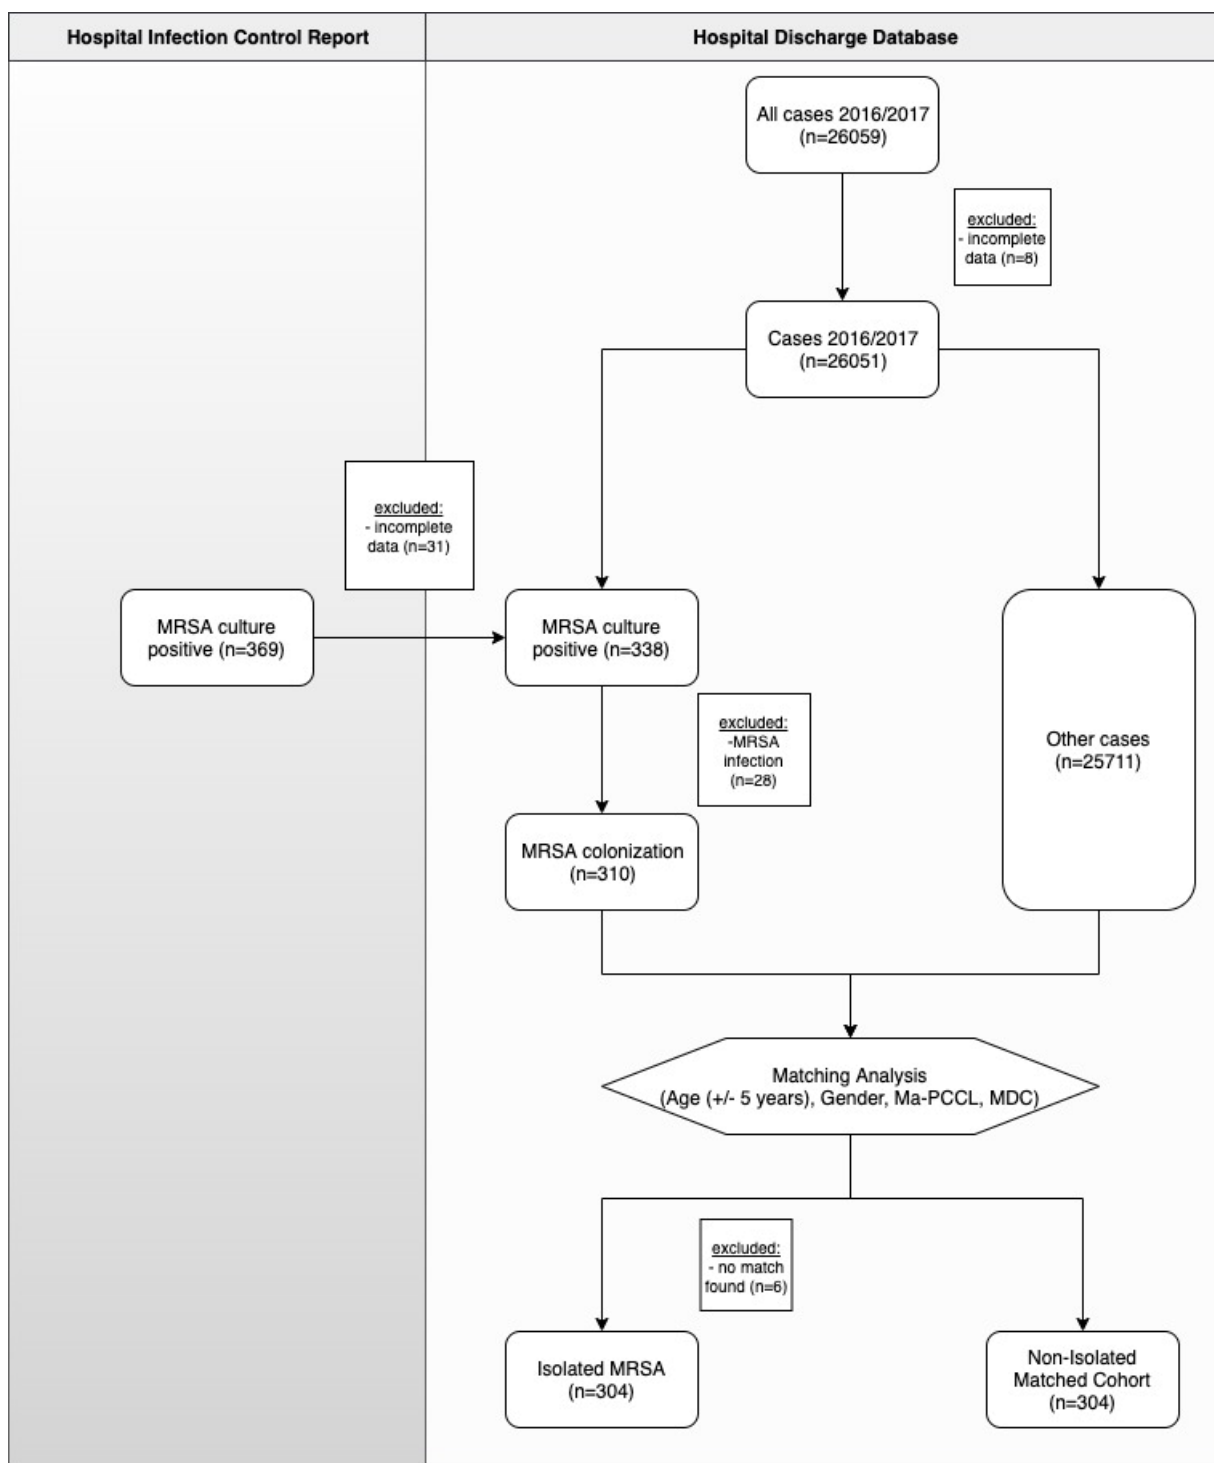 Hospital Infection Control Report
Hospital Discharge Database
All cases 2016/2017
(n=26059)
excluded:
- incomplete
data (n=8)
Cases 2016/2017
(n=26051)
excluded:
- incomplete
data (n=31)
MRSA culture
positive (n=369)
MRSA culture
positive (n=338)
excluded:
-MRSA
infection
(n=28)
Other cases
(n=25711)
MRSA colonization
(n=310)
Matching Analysis
(Age (+/- 5 years), Gender, Ma-PCCL, MDC)
excluded:
- no match
found (n=6)
Isolated MRSA
(n=304)
Non-Isolated
Matched Cohort
(n=304)